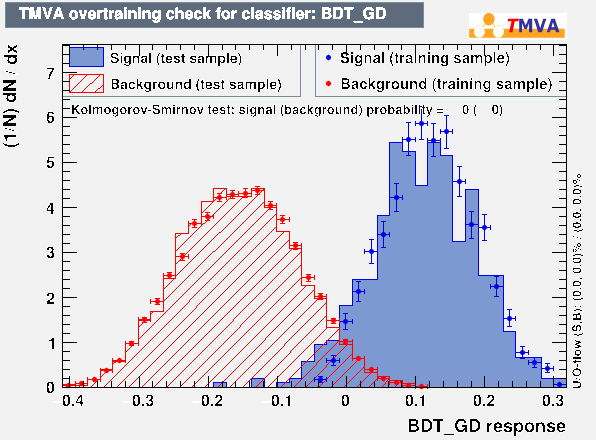 TMVA overtraining check for classifier: BDT_GD
TMVA
Signal (test sample)
Background (test sample)
Signal (training sample)
Background (training sample)
Kolmogorov-Smirnov test: signal (background) probability = 0 ( 0)
(1/N) dN / dx
7
6
5
4
3
2
1
0
-0.4 -0.3 -0.2 -0.1 0 0.1 0.2 0.3
BDT_GD response
U/O-flow (S,B): (0.0, 0.0)% / (0.0, 0.0)%